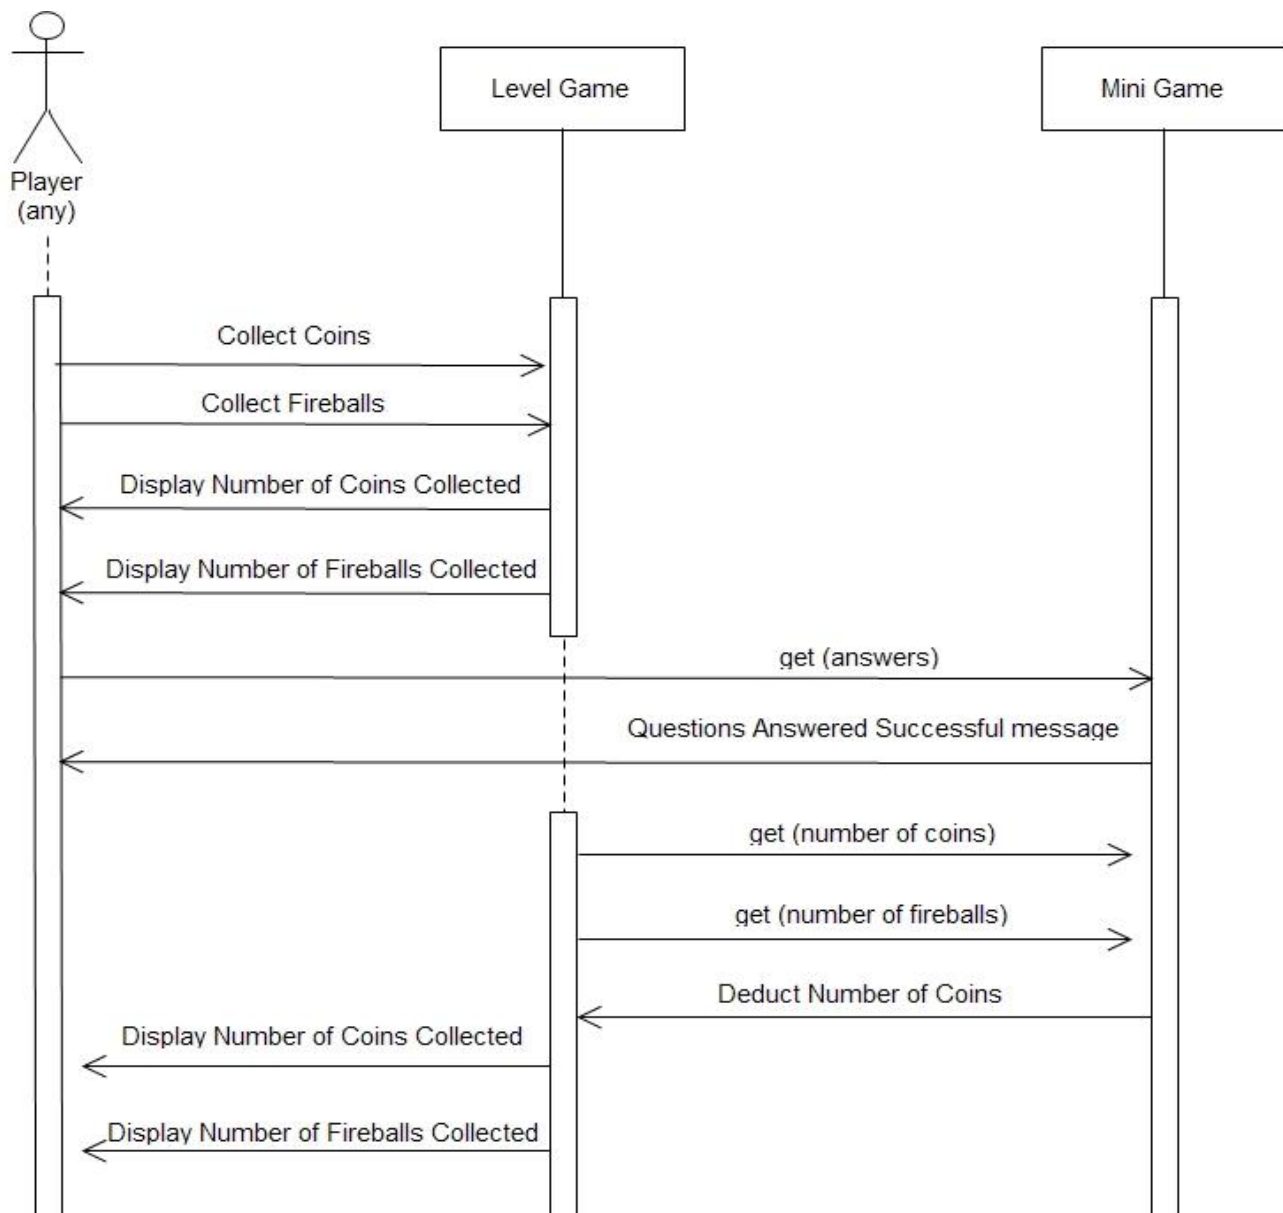 Level Game
Mini Game
Player
(any)
Collect Coins
Collect Fireballs
Display Number of Coins Collected
Display Number of Fireballs Collected
get (answers)
Questions Answered Successful message
get (number of coins)
get (number of fireballs)
Deduct Number of Coins
Display Number of Coins Collected
Display Number of Fireballs Collected